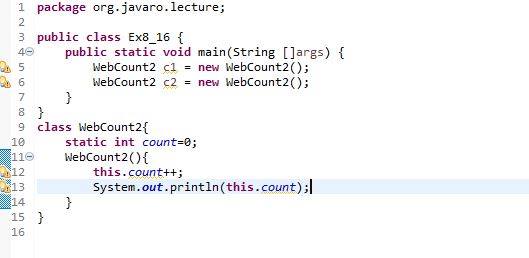 1 package org.javaro.lecture;
2
3 public class Ex8_16 {
4 public static void main(String []args) {
5 WebCount2 c1 = new WebCount2();
6 WebCount2 c2 = new WebCount2();
7 }
8 }
9 class WebCount2{
10 static int count=0;
11 WebCount2(){
12 this.count++;
13 System.out.println(this.count);
14 }
15 }
16